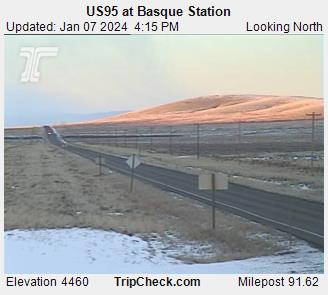 US95 at Basque Station
Updated: Jan 07 2024 4:15 PM Looking North
Elevation 4460 TripCheck.com Milepost 91.62